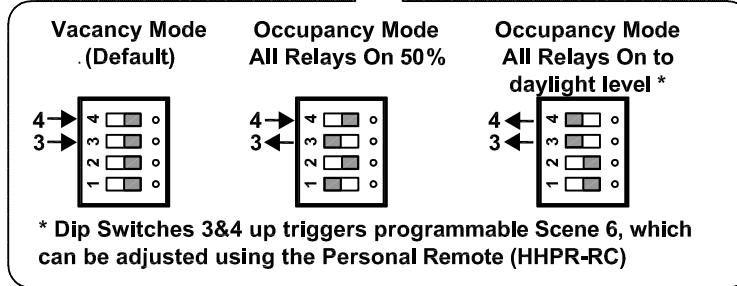 Vacancy Mode
.(Default)
4
3
4
3
2
1
Occupancy Mode
All Relays On 50%
4
3
4
3
2
1
Occupancy Mode
All Relays On to
daylight level *
4
3
4
3
2
1
* Dip Switches 3&4 up triggers programmable Scene 6, which
can be adjusted using the Personal Remote (HHPR-RC)